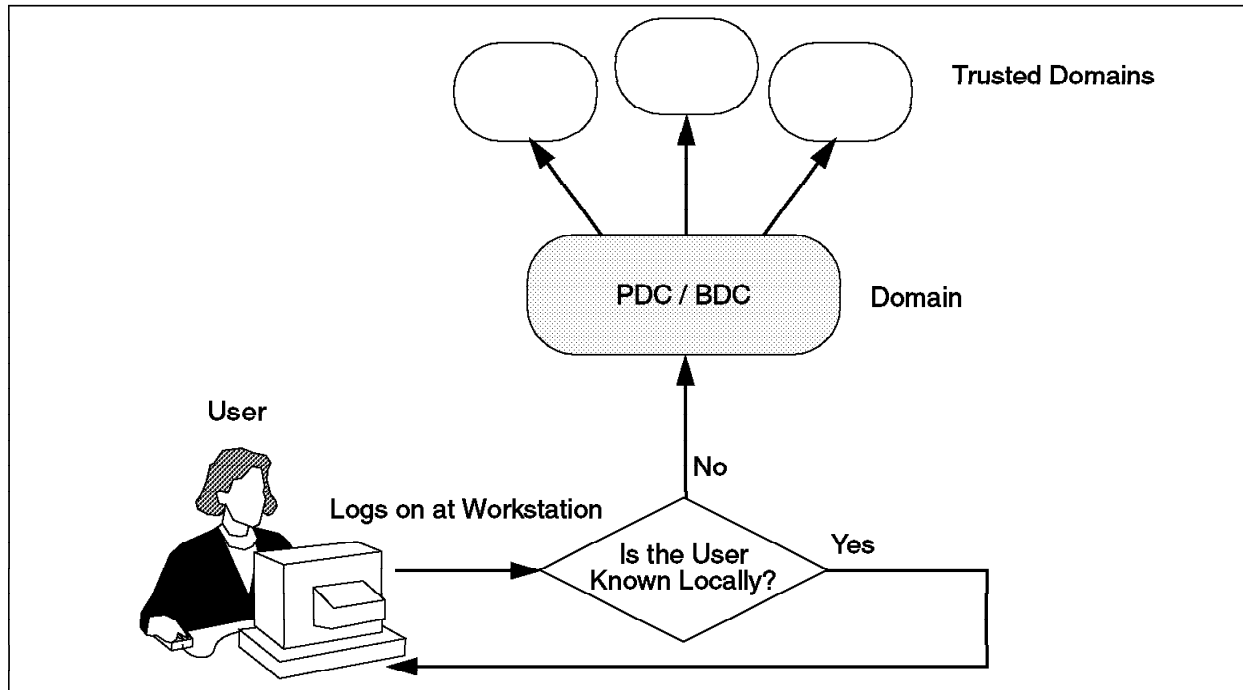 Trusted Domains
PDC / BDC
Domain
User
No
Logs on at Workstation
Is the User
Known Locally?
Yes